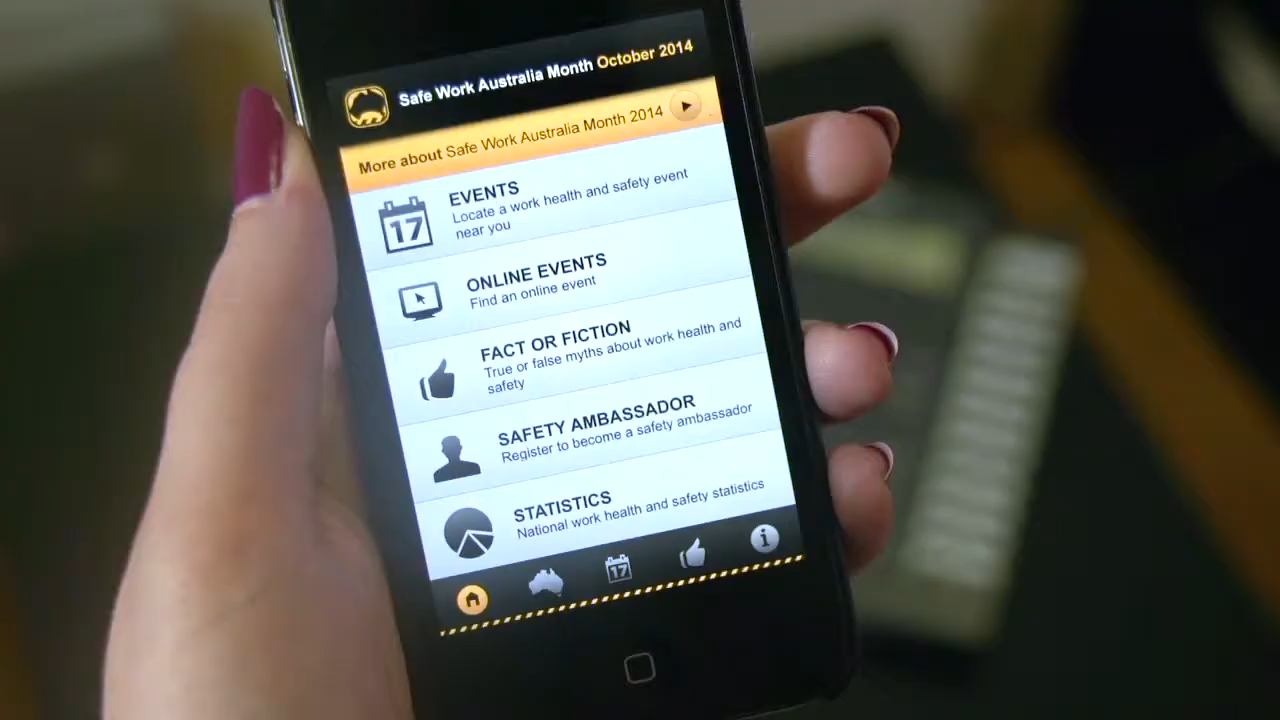 Safe Work Australia Month October 2014
More about Safe Work Australia Month 2014
17
EVENTS
Locate a work health and safety event
near you
ONLINE EVENTS
Find an online event
FACT OR FICTION
True or false myths about work health and
safety
SAFETY AMBASSADOR
Register to become a safety ambassador
STATISTICS
National work health and safety statistics
17
i